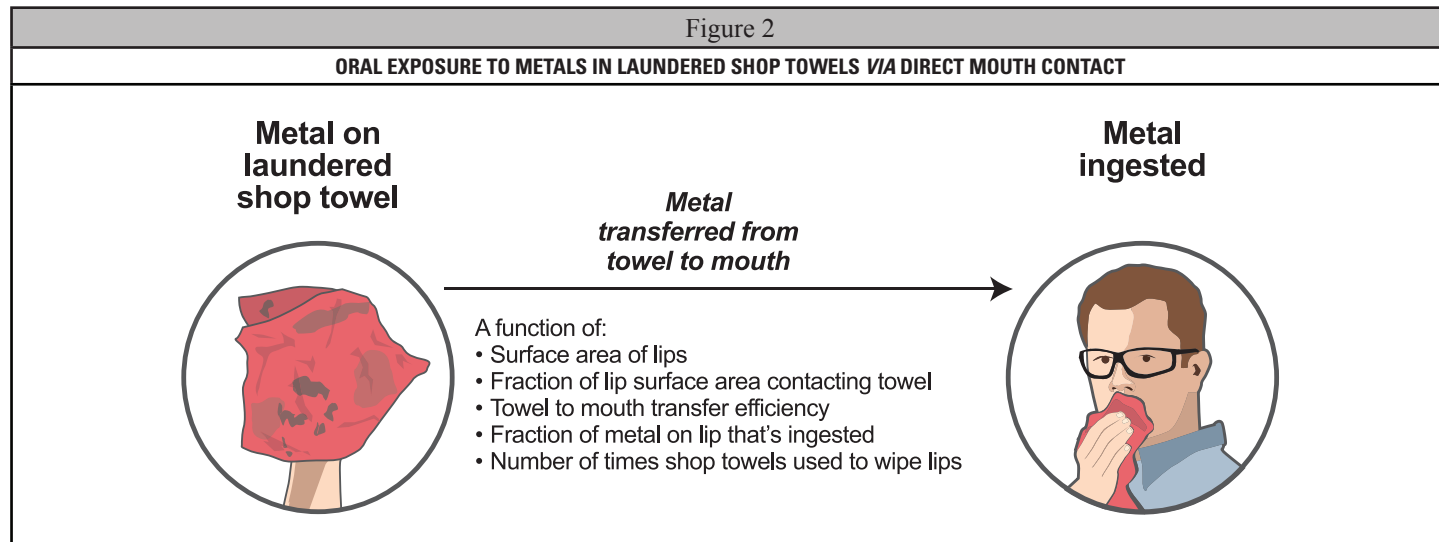 Figure 2
ORAL EXPOSURE TO METALS IN LAUNDERED SHOP TOWELS VIA DIRECT MOUTH CONTACT
Metal on
laundered
shop towel
Metal
transferred from
towel to mouth
A function of:
• Surface area of lips
• Fraction of lip surface area contacting towel
• Towel to mouth transfer efficiency
• Fraction of metal on lip that's ingested
• Number of times shop towels used to wipe lips
Metal
ingested